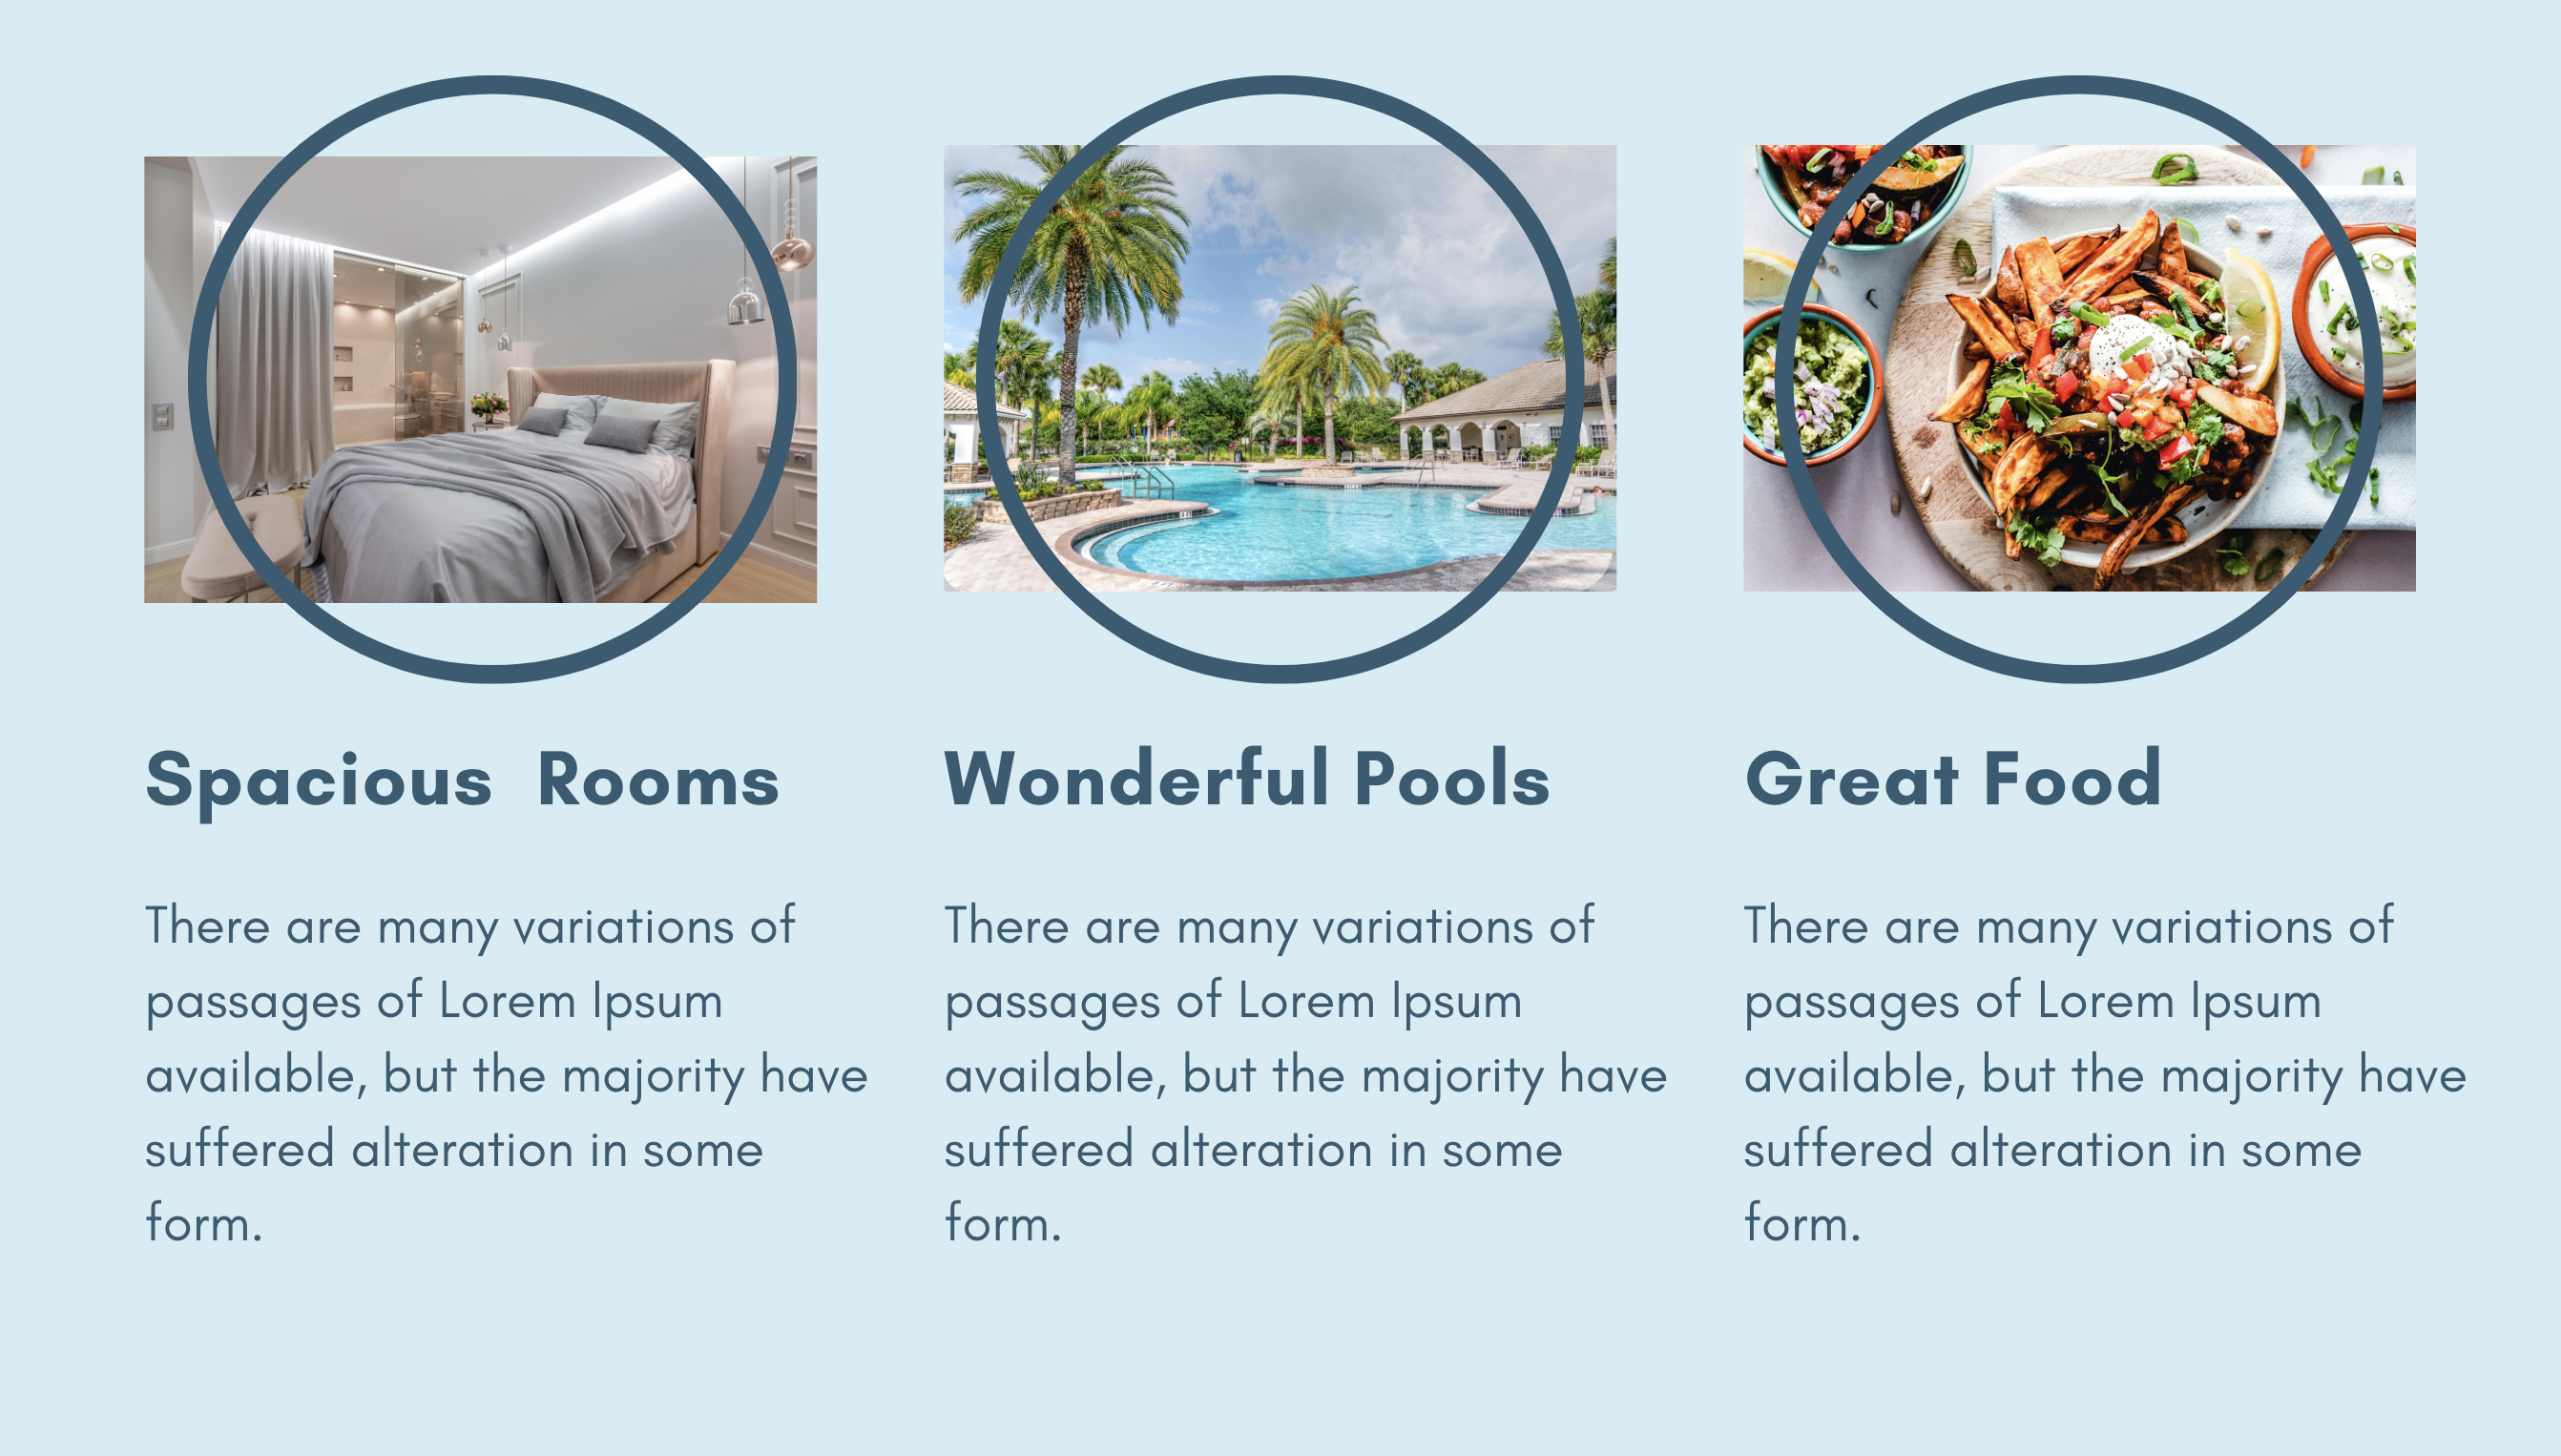 Spacious  Rooms
There are many variations of
passages of Lorem Ipsum
available, but the majority have
suffered alteration in some
form.
Wonderful Pools
There are many variations of
passages of Lorem Ipsum
available, but the majority have
suffered alteration in some
form.
Great Food
There are many variations of
passages of Lorem Ipsum
available, but the majority have
suffered alteration in some
form.